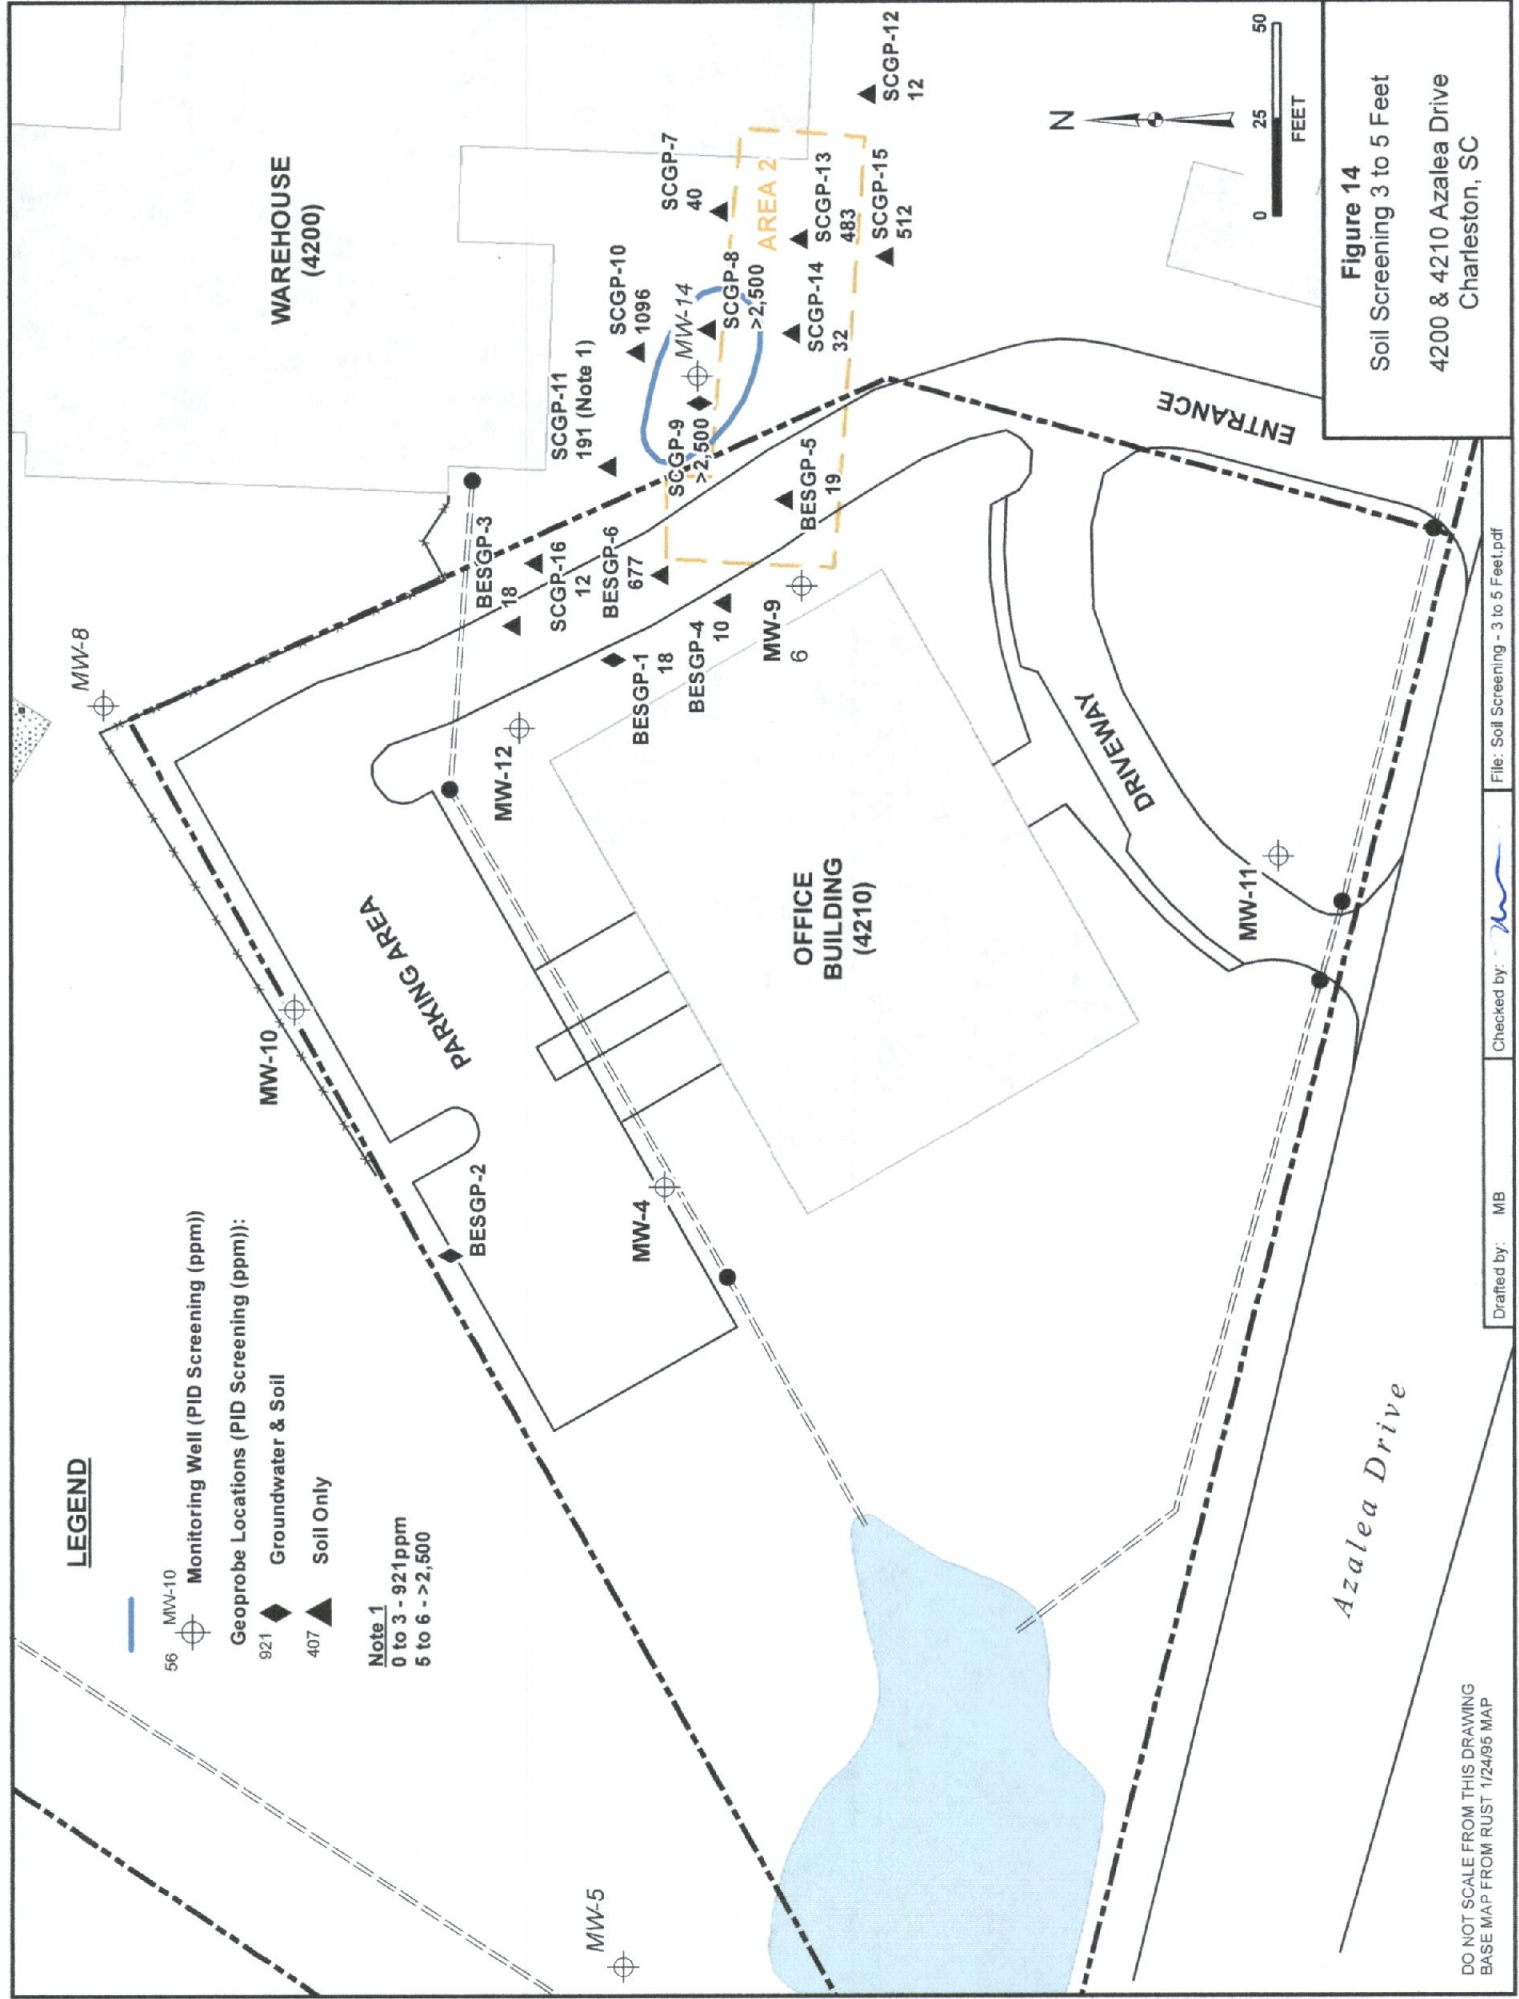 LEGEND
56
MW-10
Monitoring Well (PID Screening (ppm))
Geoprobe Locations (PID Screening (ppm)):
921
Groundwater & Soil
407
Soil Only
Note 1
0 to 3 - 921ppm
5 to 6 - >2,500
MW-5
MW-8
MW-10
BESGP-2
PARKING AREA
MW-4
MW-12
OFFICE
BUILDING
(4210)
WAREHOUSE
(4200)
BESGP-3
18
SCGP-16
12
BESGP-6
677
BESGP-1
18
BESGP-4
10
MW-9
6
BESGP-5
19
SCGP-11
191 (Note 1)
SCGP-10
1096
SCGP-9
>2,500
MW-14
SCGP-8
>2,500
SCGP-7
40
AREA 2
SCGP-13
483
SCGP-14
32
SCGP-15
512
SCGP-12
12
N
0
25
50
FEET
ENTRANCE
DRIVEWAY
MW-11
Azalea Drive
DO NOT SCALE FROM THIS DRAWING
BASE MAP FROM RUST 1/24/95 MAP
Drafted by: MB
Checked by:
File: Soil Screening - 3 to 5 Feet.pdf
Figure 14
Soil Screening 3 to 5 Feet
4200 & 4210 Azalea Drive
Charleston, SC